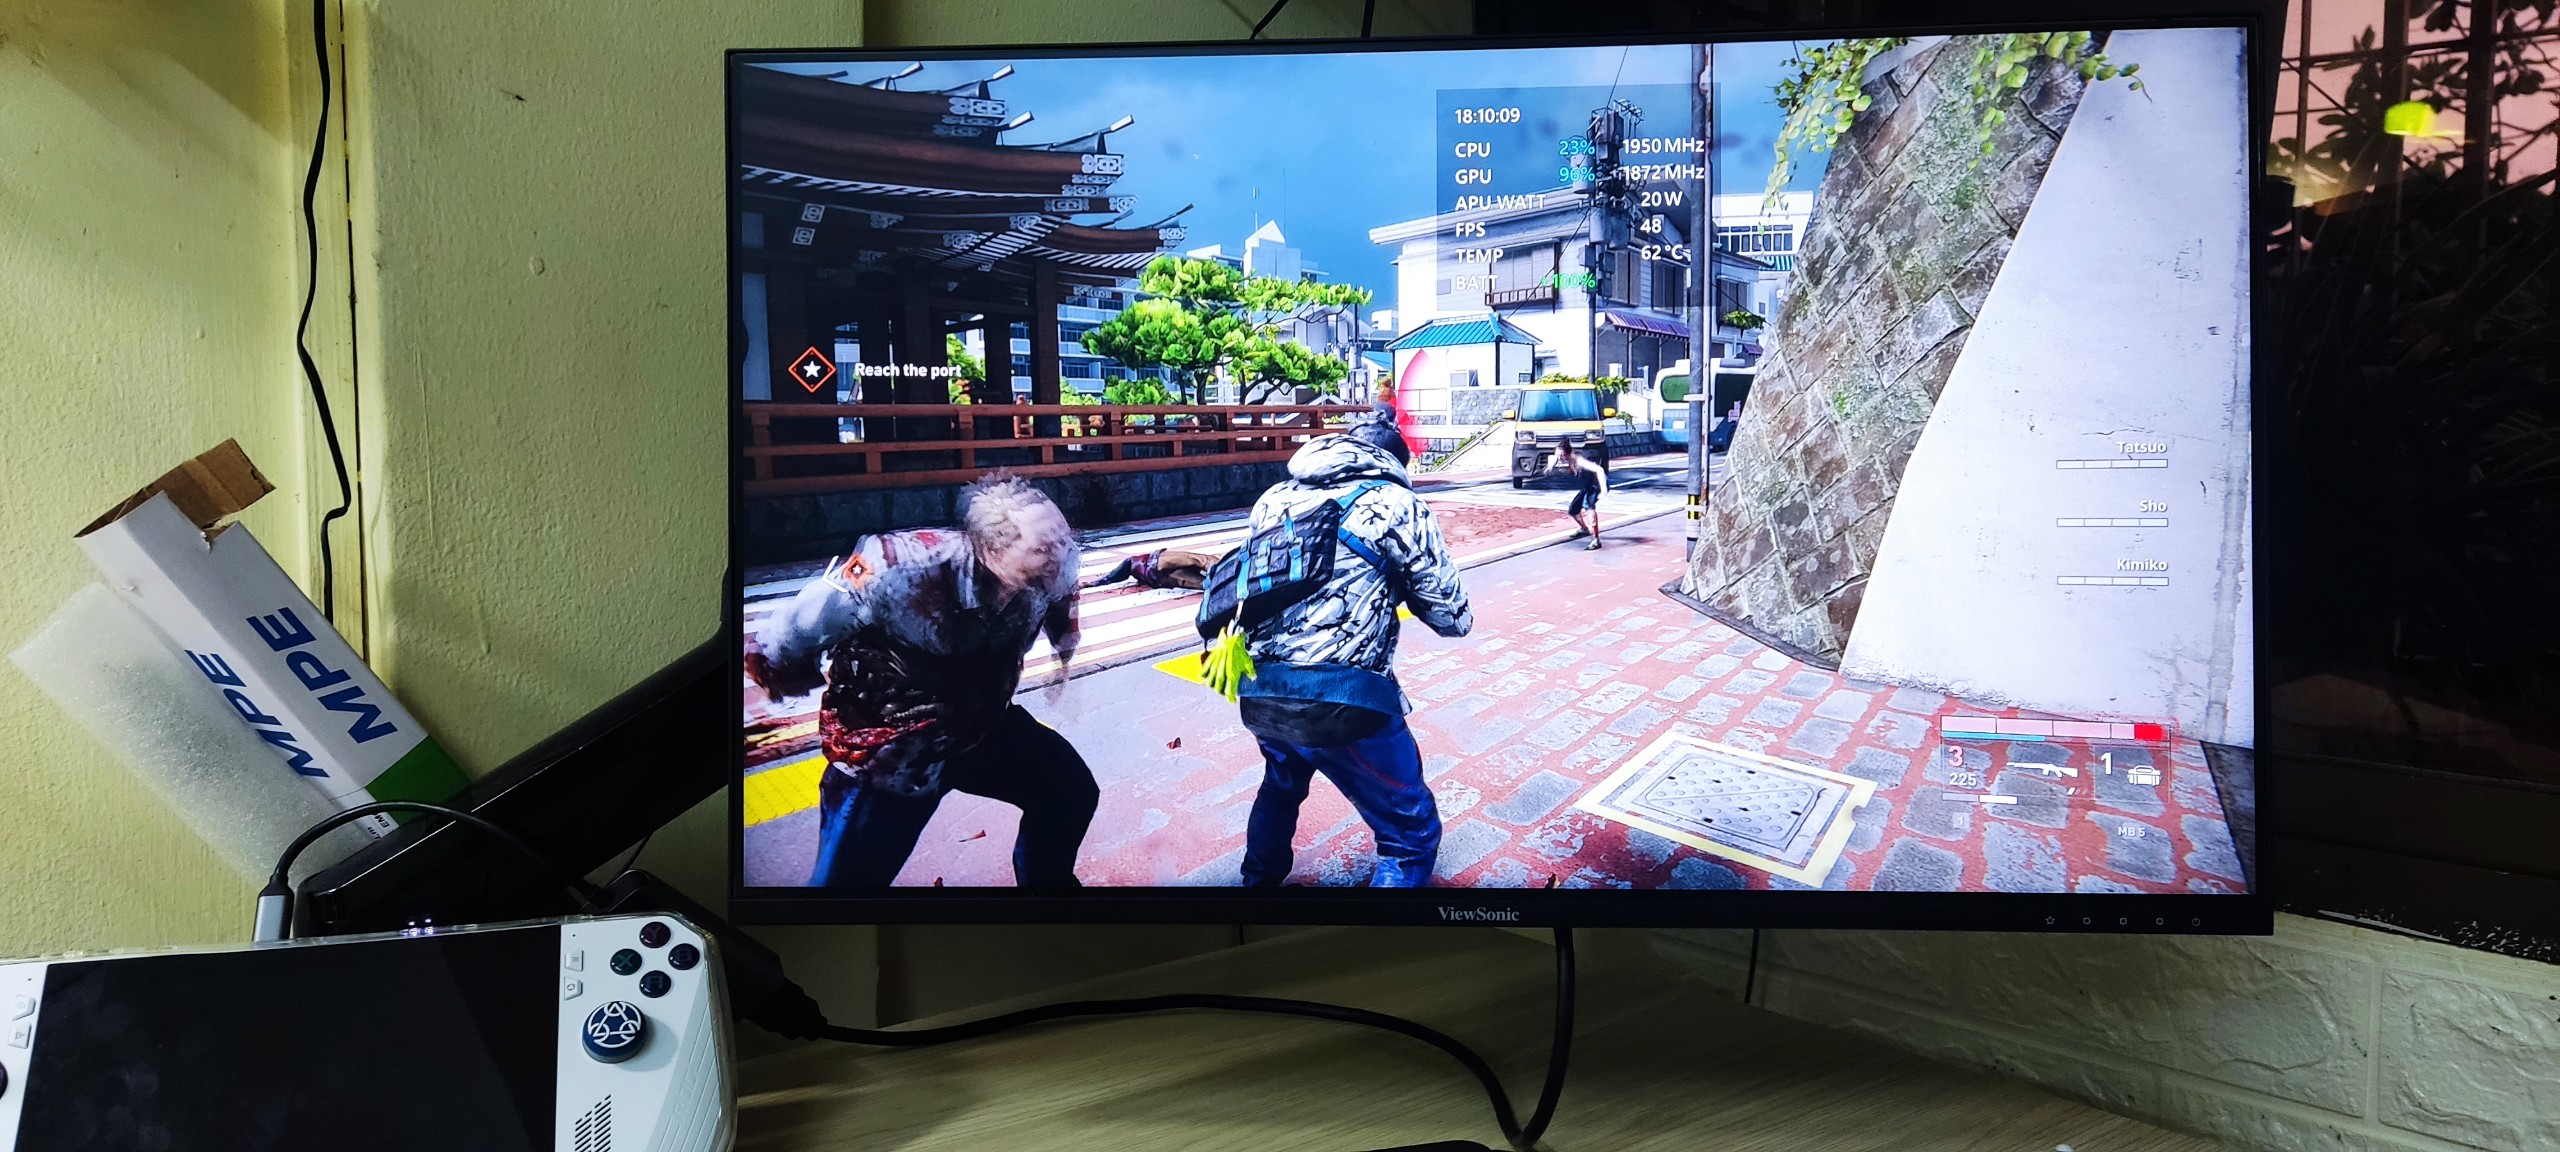 18:10:09
CPU 23% 1950 MHz
GPU 96% 1872 MHz
APU WATT 20 W
FPS 48
TEMP 62 °C
BATT 100%
Reach the port
Tatsuo
Sho
Kimiko
3
225
1
1
MB 5
ViewSonic
MPE
MPE
Y
X
B
A